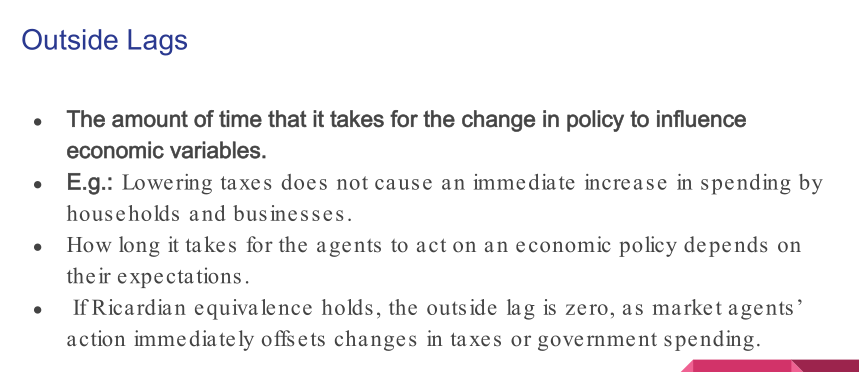 Outside Lags
● The amount of time that it takes for the change in policy to influence
economic variables.
● E.g.: Lowering taxes does not cause an immediate increase in spending by
households and businesses.
● How long it takes for the agents to act on an economic policy depends on
their expectations.
● If Ricardian equivalence holds, the outside lag is zero, as market agents’
action immediately offsets changes in taxes or government spending.